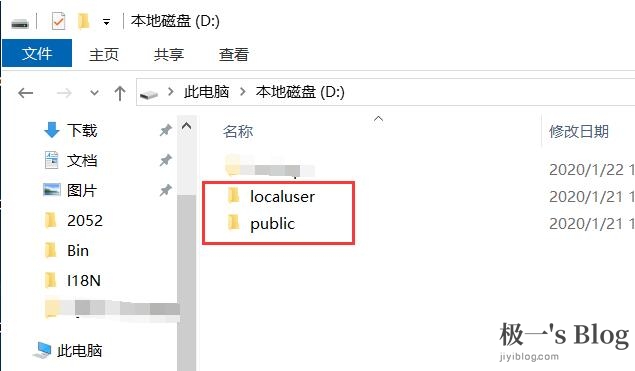 本地磁盘 (D:)
文件 主页 共享 查看
此电脑 > 本地磁盘 (D:)
下载
文档
图片
2052
Bin
I18N
此电脑
名称 修改日期
2020/1/22 1
localuser 2020/1/21 1
public 2020/1/21 1
极一's Blog
jiyiblog.com